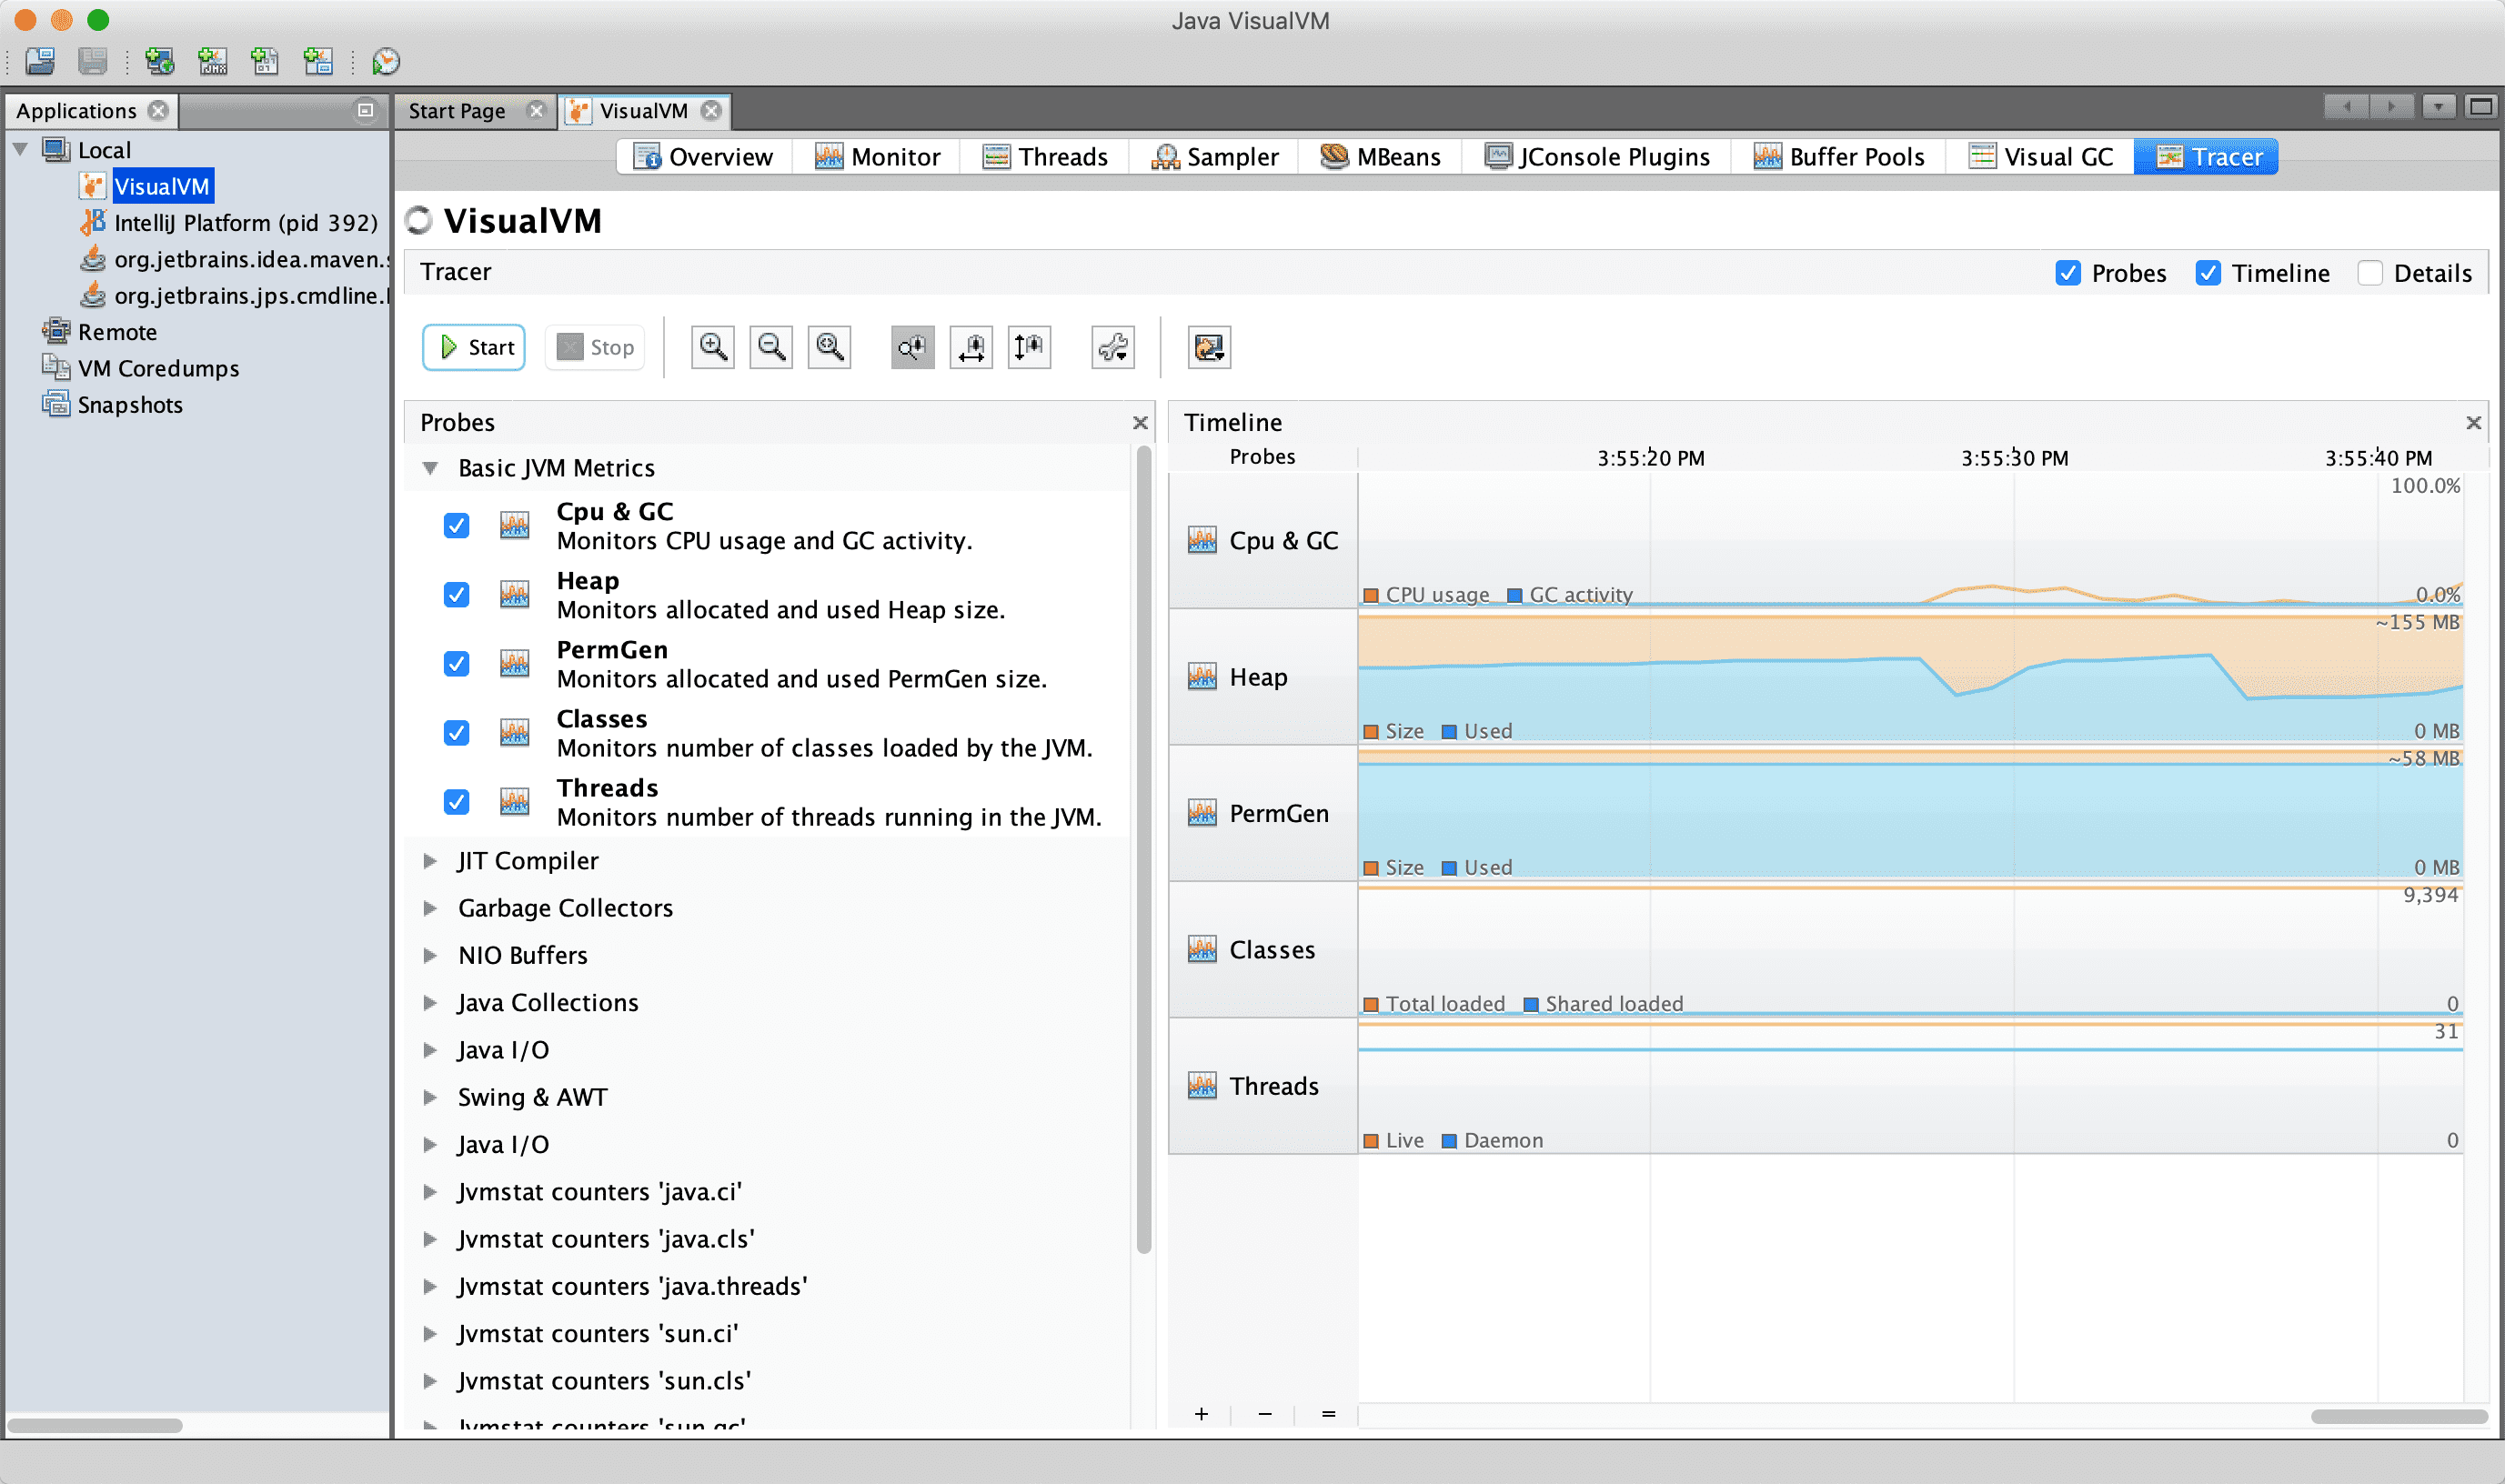 Java VisualVM
Applications
Start Page
VisualVM
Local
VisualVM
IntelliJ Platform (pid 392)
org.jetbrains.idea.maven.s
org.jetbrains.jps.cmdline.l
Remote
VM Coredumps
Snapshots
Overview
Monitor
Threads
Sampler
MBeans
JConsole Plugins
Buffer Pools
Visual GC
Tracer
VisualVM
Tracer
Probes
Timeline
Details
Start
Stop
Probes
Basic JVM Metrics
Cpu & GC
Monitors CPU usage and GC activity.
Heap
Monitors allocated and used Heap size.
PermGen
Monitors allocated and used PermGen size.
Classes
Monitors number of classes loaded by the JVM.
Threads
Monitors number of threads running in the JVM.
JIT Compiler
Garbage Collectors
NIO Buffers
Java Collections
Java I/O
Swing & AWT
Java I/O
Jvmstat counters 'java.ci'
Jvmstat counters 'java.cls'
Jvmstat counters 'java.threads'
Jvmstat counters 'sun.ci'
Jvmstat counters 'sun.cls'
Jvmstat counters 'sun.gc'
Timeline
Probes
3:55:20 PM
3:55:30 PM
3:55:40 PM
Cpu & GC
100.0%
CPU usage
GC activity
0.0%
Heap
~155 MB
Size
Used
0 MB
PermGen
~58 MB
Size
Used
0 MB
Classes
9,394
Total loaded
Shared loaded
0
Threads
31
Live
Daemon
0
+ − =